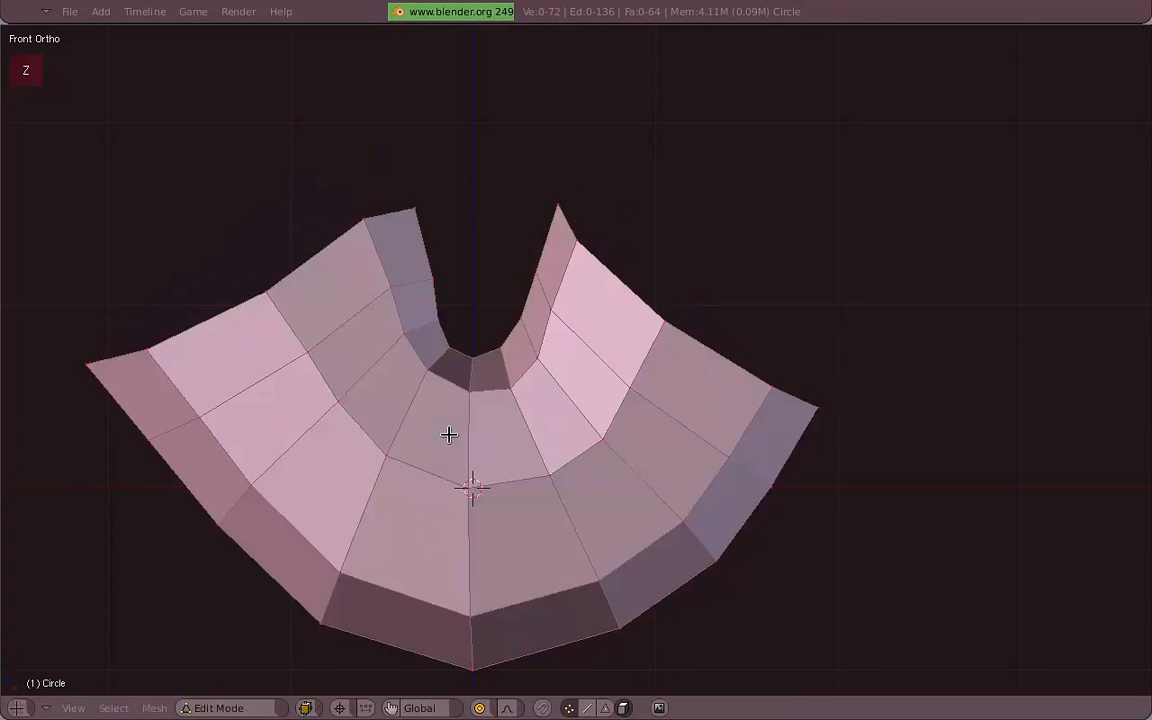 File Add Timeline Game Render Help www.blender.org 249 Ve:0-72 | Ed:0-136 | Fa:0-64 | Mem:4.11M (0.09M) Circle
Front Ortho
Z
(1) Circle
View Select Mesh Edit Mode Global